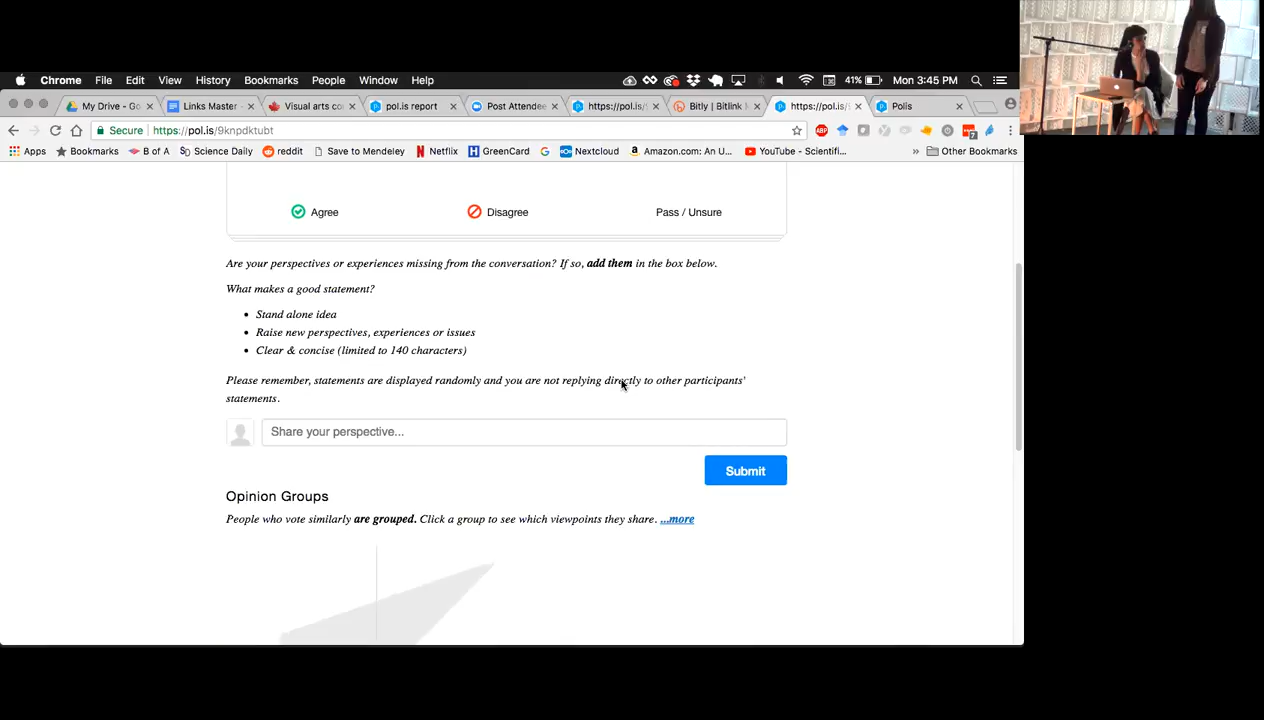 Chrome File Edit View History Bookmarks People Window Help 41% Mon 3:45 PM
My Drive - Go Links Master - Visual arts co pol.is report Post Attendee https://pol.is/ Bitly | Bitlink https://pol.is/ Polis
Secure https://pol.is/9knpdktubt
Apps Bookmarks B of A Science Daily reddit Save to Mendeley Netflix GreenCard Nextcloud Amazon.com: An U... YouTube - Scientifi... » Other Bookmarks
Agree Disagree Pass / Unsure
Are your perspectives or experiences missing from the conversation? If so, add them in the box below.
What makes a good statement?
• Stand alone idea
• Raise new perspectives, experiences or issues
• Clear & concise (limited to 140 characters)
Please remember, statements are displayed randomly and you are not replying directly to other participants'
statements.
Share your perspective...
Submit
Opinion Groups
People who vote similarly are grouped. Click a group to see which viewpoints they share. ...more